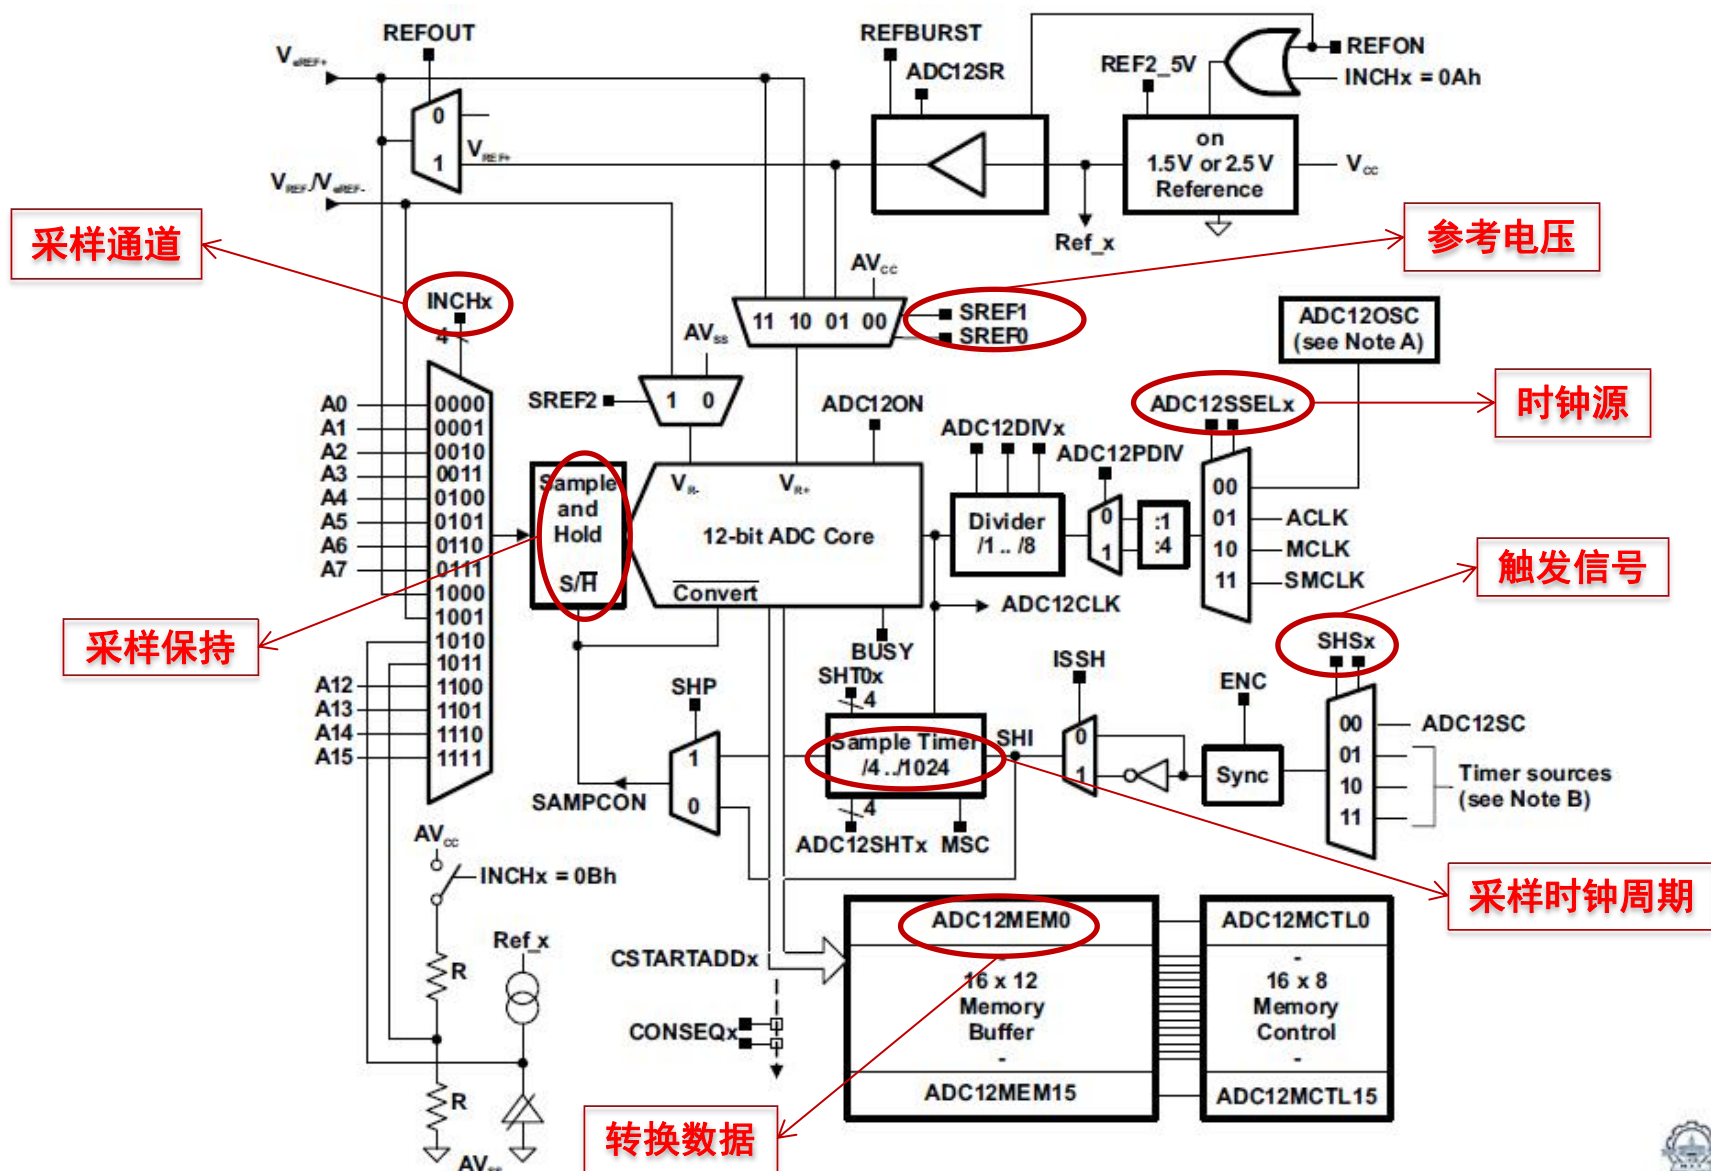 REFOUT
VeREF+
0
1
VREF+
VREF-/VeREF-
REFBURST
ADC12SR
REF2_5V
REFON
INCHx = 0Ah
on
1.5 V or 2.5 V
Reference
Vcc
Ref_x
采样通道
参考电压
INCHx
4
AVcc
11 10 01 00
SREF1
SREF0
AVss
SREF2
1 0
ADC12OSC
(see Note A)
ADC12ON
ADC12DIVx
ADC12PDIV
ADC12SSELx
时钟源
A0
A1
A2
A3
A4
A5
A6
A7
A12
A13
A14
A15
0000
0001
0010
0011
0100
0101
0110
0111
1000
1001
1010
1011
1100
1101
1110
1111
Sample
and
Hold
S/H
VR-
VR+
12-bit ADC Core
Convert
Divider
/1 .. /8
0
1
:1
:4
00
01
10
11
ACLK
MCLK
SMCLK
ADC12CLK
触发信号
采样保持
BUSY
SHP
SHT0x
4
ISSH
ENC
SHSx
1
0
Sample Timer
/4 .. /1024
SHI
0
1
Sync
00
01
10
11
ADC12SC
Timer sources
(see Note B)
SAMPCON
4
ADC12SHTx
MSC
AVcc
INCHx = 0Bh
采样时钟周期
Ref_x
R
R
AVss
CSTARTADDx
CONSEQx
ADC12MEM0
-
16 x 12
Memory
Buffer
-
ADC12MEM15
ADC12MCTL0
-
16 x 8
Memory
Control
-
ADC12MCTL15
转换数据